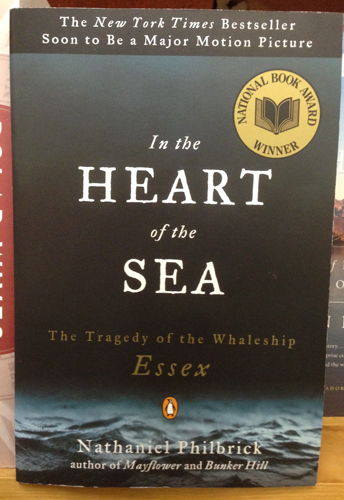 The New York Times Bestseller
Soon to Be a Major Motion Picture
NATIONAL BOOK AWARD
WINNER
In the
HEART
of the
SEA
The Tragedy of the Whaleship
Essex
Nathaniel Philbrick
author of Mayflower and Bunker Hill